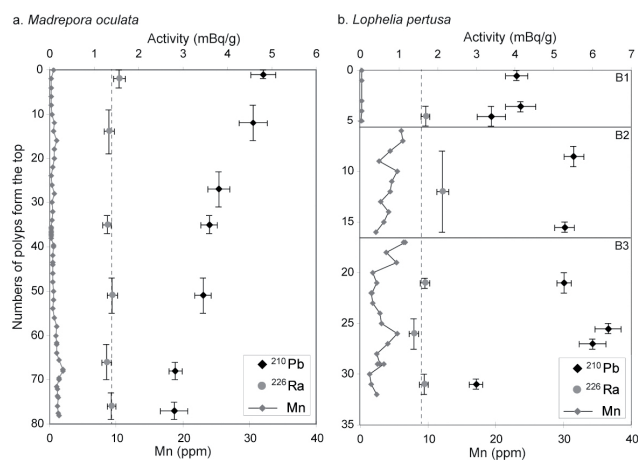 a. Madrepora oculata
Activity (mBq/g)
0 1 2 3 4 5 6
Numbers of polyps form the top
0
10
20
30
40
50
60
70
80
²¹⁰Pb
²²⁶Ra
Mn
0 10 20 30 40
Mn (ppm)
b. Lophelia pertusa
Activity (mBq/g)
0 1 2 3 4 5 6 7
B1
B2
B3
0
5
10
15
20
25
30
35
²¹⁰Pb
²²⁶Ra
Mn
0 10 20 30 40
Mn (ppm)